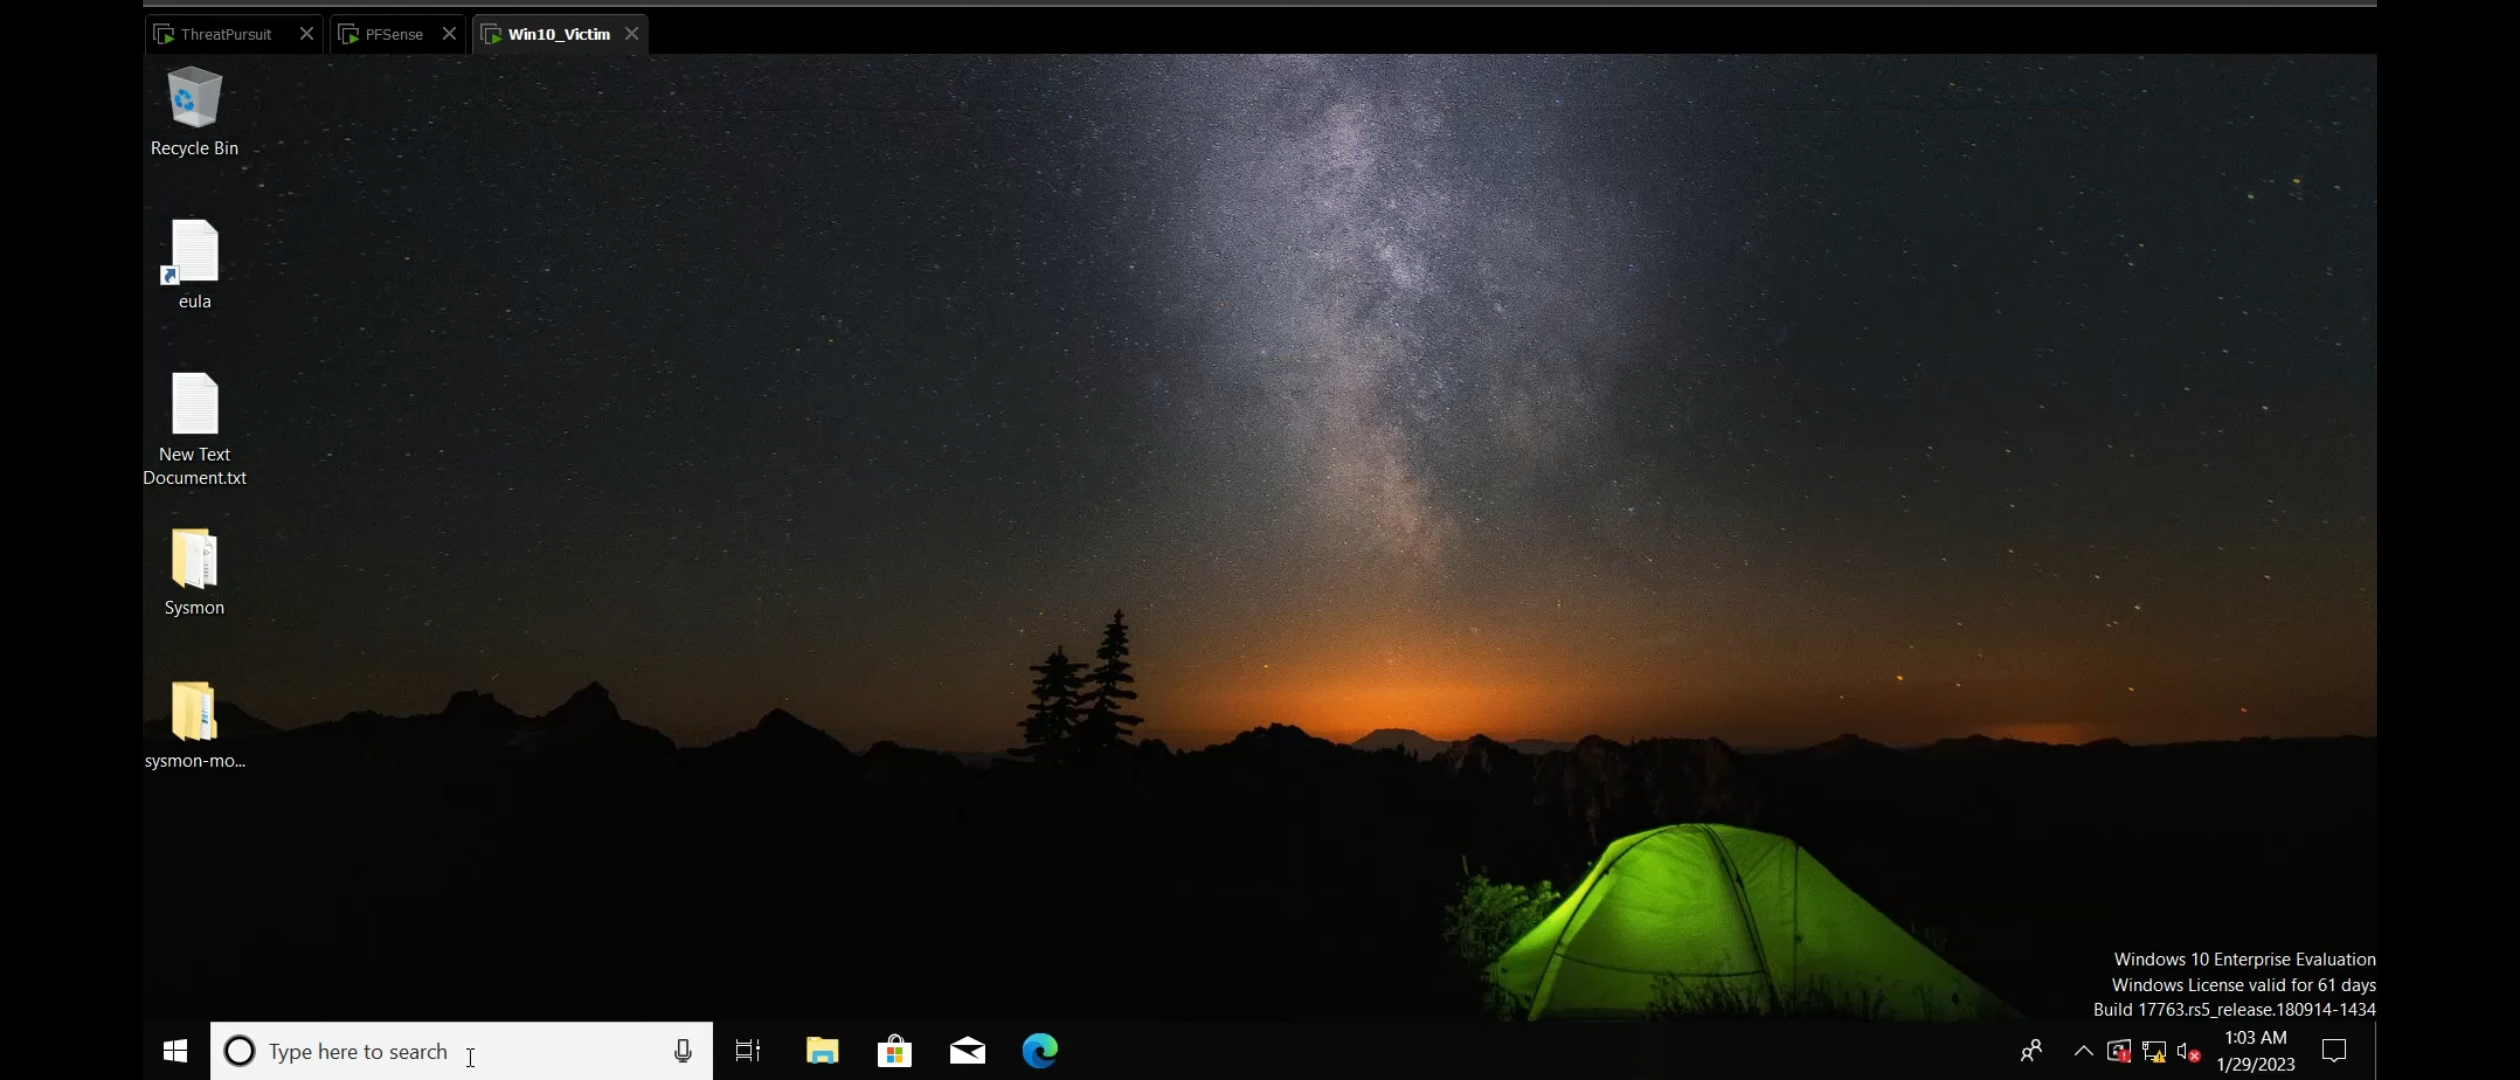 ThreatPursuit
PFSense
Win10_Victim
Recycle Bin
eula
New Text
Document.txt
Sysmon
sysmon-mo...
Windows 10 Enterprise Evaluation
Windows License valid for 61 days
Build 17763.rs5_release.180914-1434
Type here to search
1:03 AM
1/29/2023